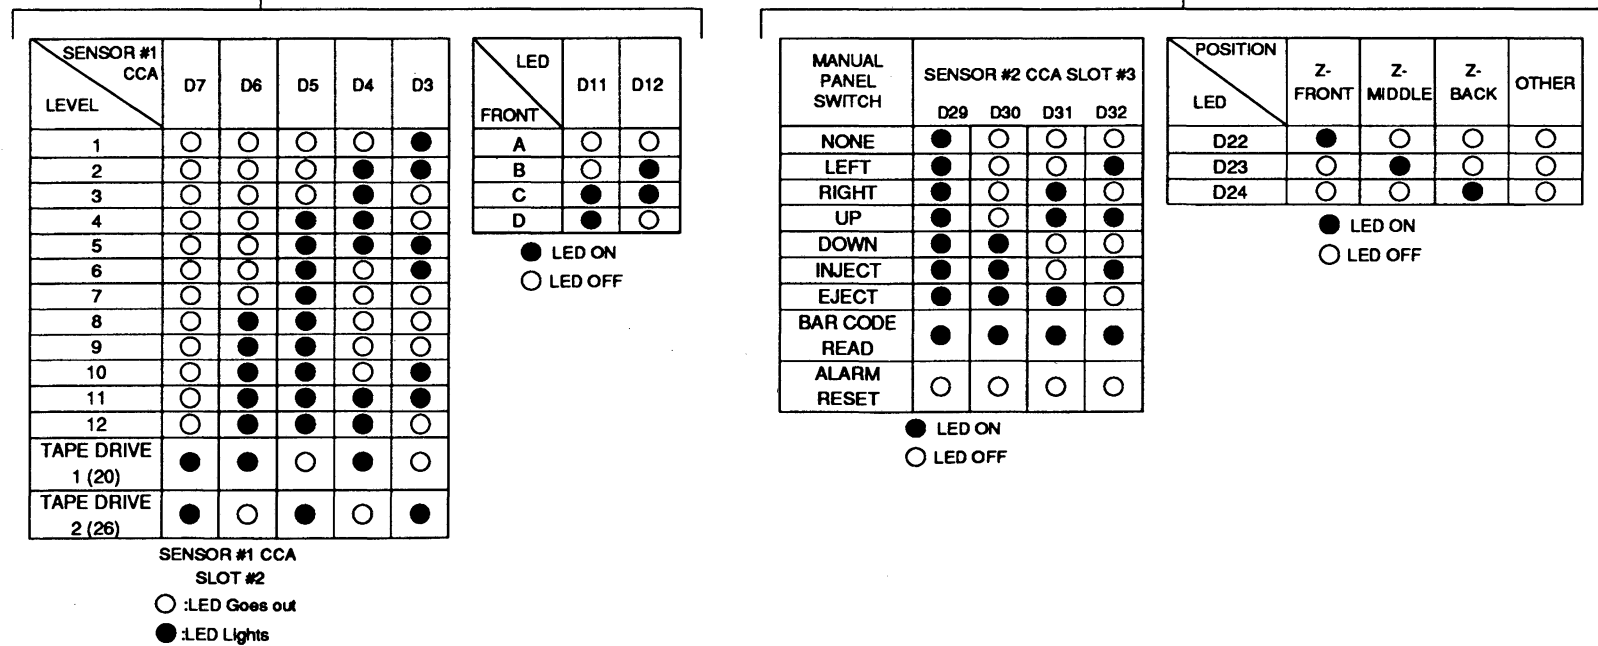 SENSOR #1
CCA
LEVEL
D7 D6 D5 D4 D3
1
2
3
4
5
6
7
8
9
10
11
12
TAPE DRIVE
1 (20)
TAPE DRIVE
2 (26)
SENSOR #1 CCA
SLOT #2
:LED Goes out
:LED Lights
LED
FRONT
D11 D12
A
B
C
D
LED ON
LED OFF
MANUAL
PANEL
SWITCH
SENSOR #2 CCA SLOT #3
D29 D30 D31 D32
NONE
LEFT
RIGHT
UP
DOWN
INJECT
EJECT
BAR CODE
READ
ALARM
RESET
LED ON
LED OFF
POSITION
LED
Z-
FRONT
Z-
MIDDLE
Z-
BACK
OTHER
D22
D23
D24
LED ON
LED OFF